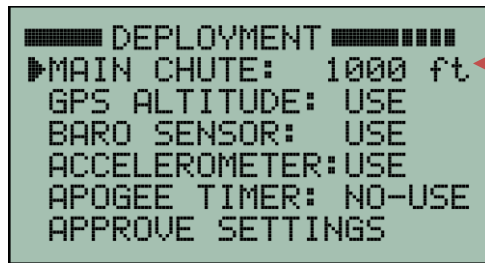 DEPLOYMENT
MAIN CHUTE: 1000 ft
GPS ALTITUDE: USE
BARO SENSOR: USE
ACCELEROMETER:USE
APOGEE TIMER: NO-USE
APPROVE SETTINGS